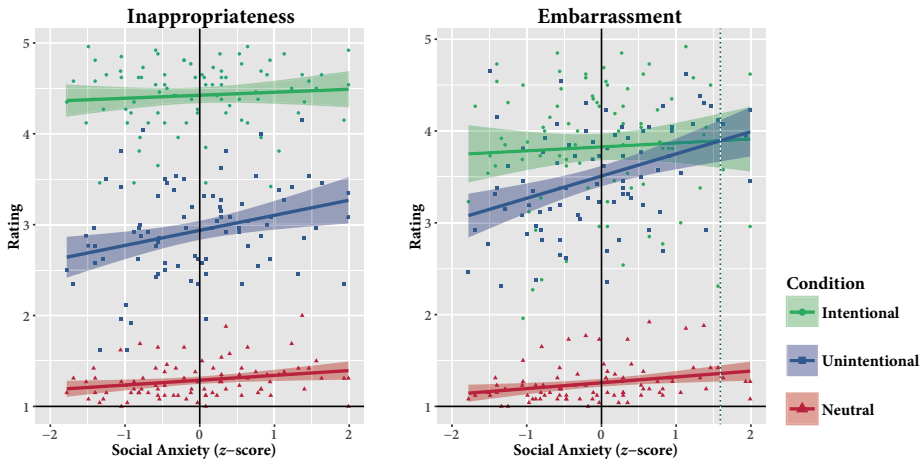 Inappropriateness
Embarrassment
Rating
5
4
3
2
1
−2
−1
0
1
2
Social Anxiety (z−score)
Rating
5
4
3
2
1
−2
−1
0
1
2
Social Anxiety (z−score)
Condition
Intentional
Unintentional
Neutral